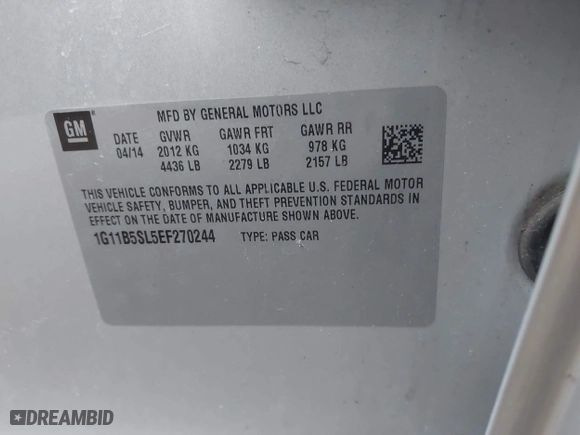 GM
MFD BY GENERAL MOTORS LLC
DATE GVWR GAWR FRT GAWR RR
04/14 2012 KG 1034 KG 978 KG
4436 LB 2279 LB 2157 LB
THIS VEHICLE CONFORMS TO ALL APPLICABLE U.S. FEDERAL MOTOR
VEHICLE SAFETY, BUMPER, AND THEFT PREVENTION STANDARDS IN
EFFECT ON THE DATE OF MANUFACTURE SHOWN ABOVE.
1G11B5SL5EF270244 TYPE: PASS CAR
DREAMBID